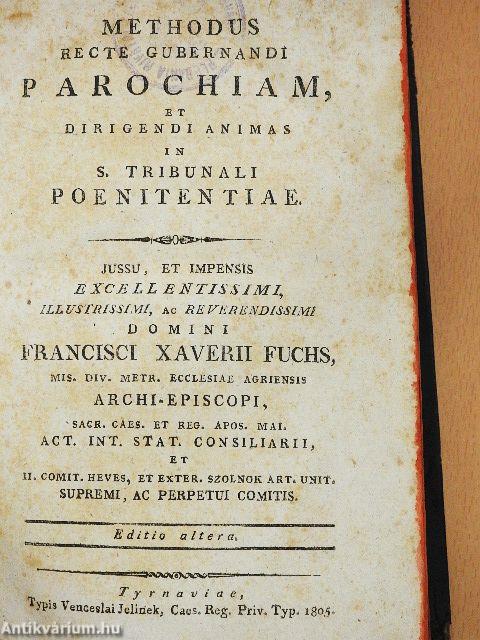 METHODUS
RECTE GUBERNANDI
PAROCHIAM,
ET
DIRIGENDI ANIMAS
IN
S. TRIBUNALI
POENITENTIAE.
JUSSU, ET IMPENSIS
EXCELLENTISSIMI,
ILLUSTRISSIMI, AC REVERENDISSIMI
DOMINI
FRANCISCI XAVERII FUCHS,
MIS. DIV. METR. ECCLESIAE AGRIENSIS
ARCHI-EPISCOPI,
SACR. CAES. ET REG. APOS. MAI.
ACT. INT. STAT. CONSILIARII,
ET
II. COMIT. HEVES, ET EXTER. SZOLNOK ART. UNIT.
SUPREMI, AC PERPETUI COMITIS.
Editio altera.
Tyrnaviae,
Typis Venceslai Jelinek, Caes. Reg. Priv. Typ. 1805.
Antikvárium.hu